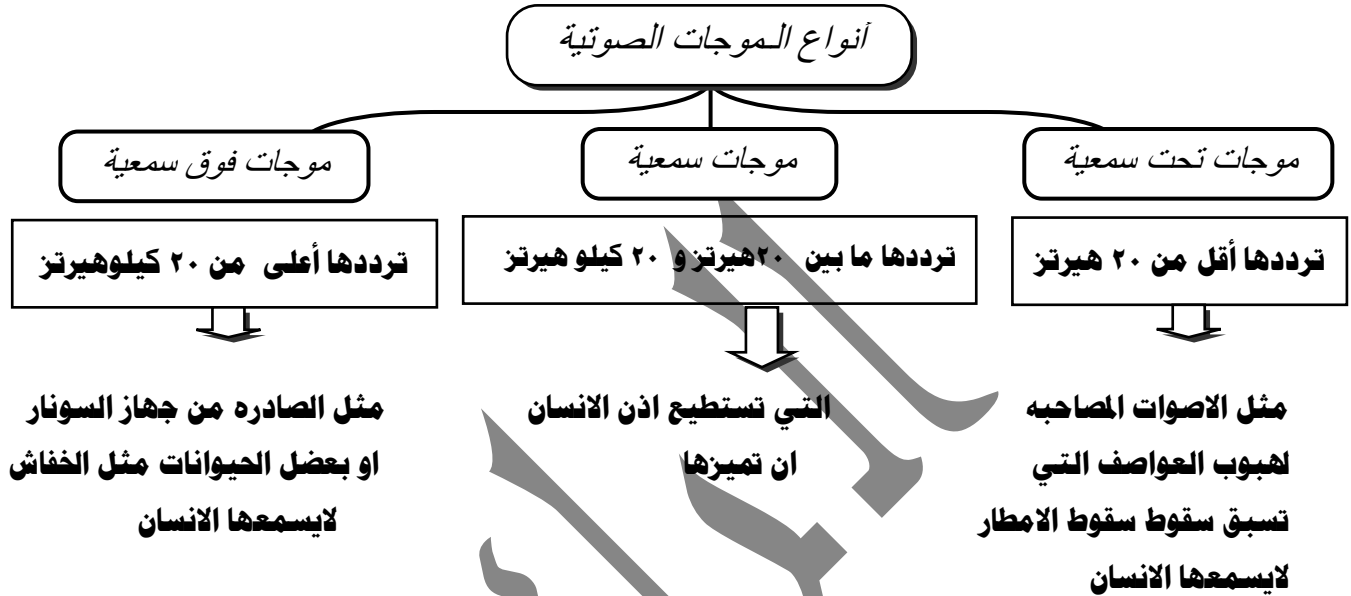 أنواع الـموجات الصوتية
موجات تحت سمعية
موجات سمعية
موجات فوق سمعية
ترددها أقل من ٢٠ هيرتز
ترددها ما بين ٢٠هيرتز و ٢٠ كيلو هيرتز
ترددها أعلى من ٢٠ كيلوهيرتز
مثل الاصوات المصاحبه
لهبوب العواصف التي
تسبق سقوط سقوط الامطار
لايسمعها الانسان
التي تستطيع اذن الانسان
ان تميزها
مثل الصادره من جهاز السونار
او بعضل الحيوانات مثل الخفاش
لايسمعها الانسان